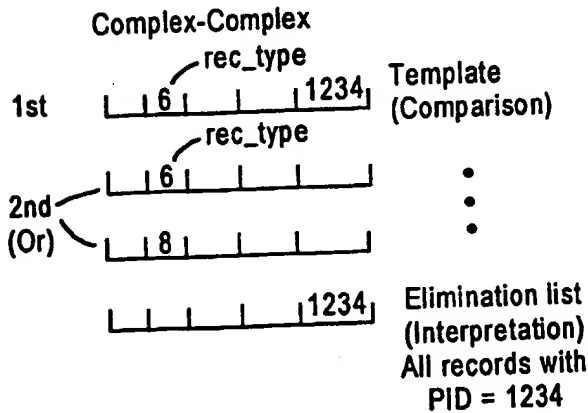 Complex-Complex
rec_type
1st 6 1234 Template
(Comparison)
rec_type
6
2nd
(Or)
8
1234 Elimination list
(Interpretation)
All records with
PID = 1234